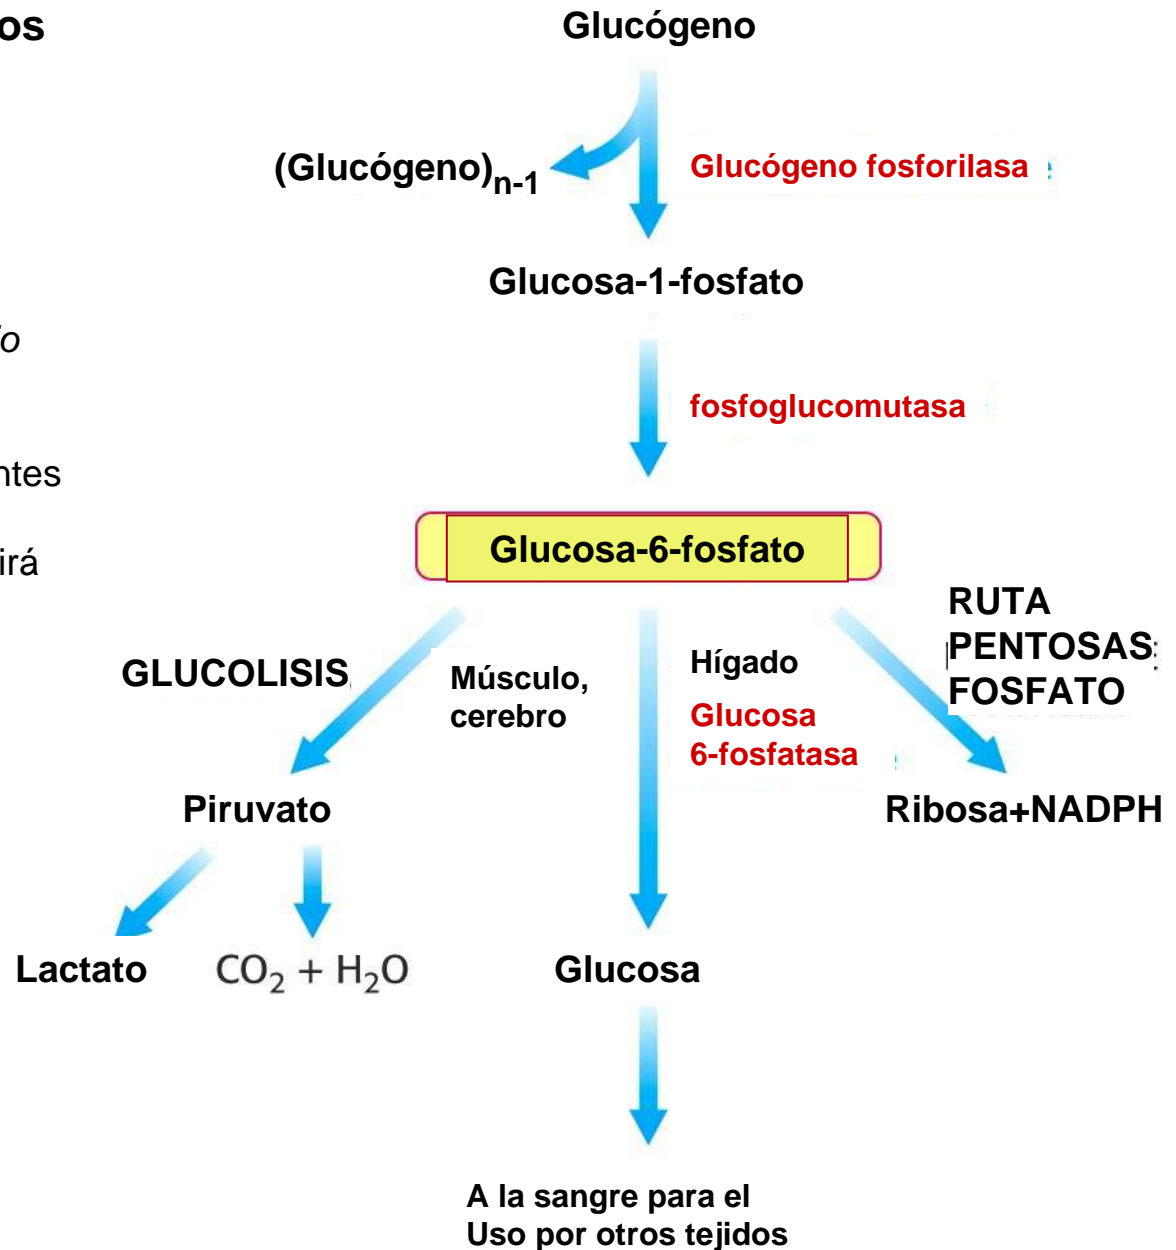 os
Glucógeno
(Glucógeno)n-1
Glucógeno fosforilasa
Glucosa-1-fosfato
fosfoglucomutasa
ntes
Glucosa-6-fosfato
irá
RUTA
PENTOSAS
FOSFATO
GLUCOLISIS
Músculo,
cerebro
Hígado
Glucosa
6-fosfatasa
Piruvato
Ribosa+NADPH
Lactato
CO2 + H2O
Glucosa
A la sangre para el
Uso por otros tejidos